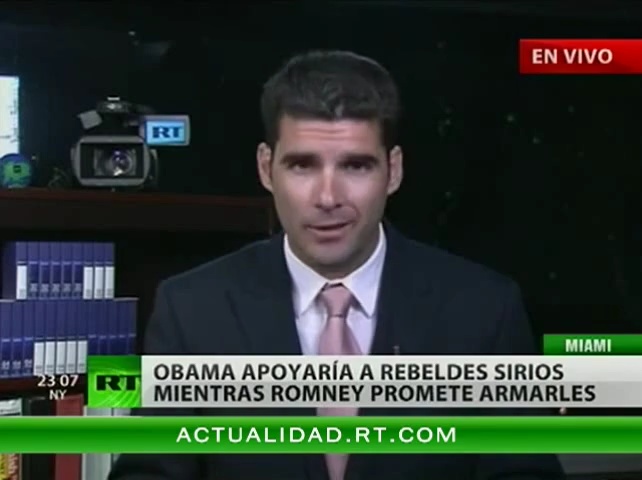 EN VIVO
RT
MIAMI
23 07
NY
RT
OBAMA APOYARÍA A REBELDES SIRIOS
MIENTRAS ROMNEY PROMETE ARMARLES
ACTUALIDAD.RT.COM